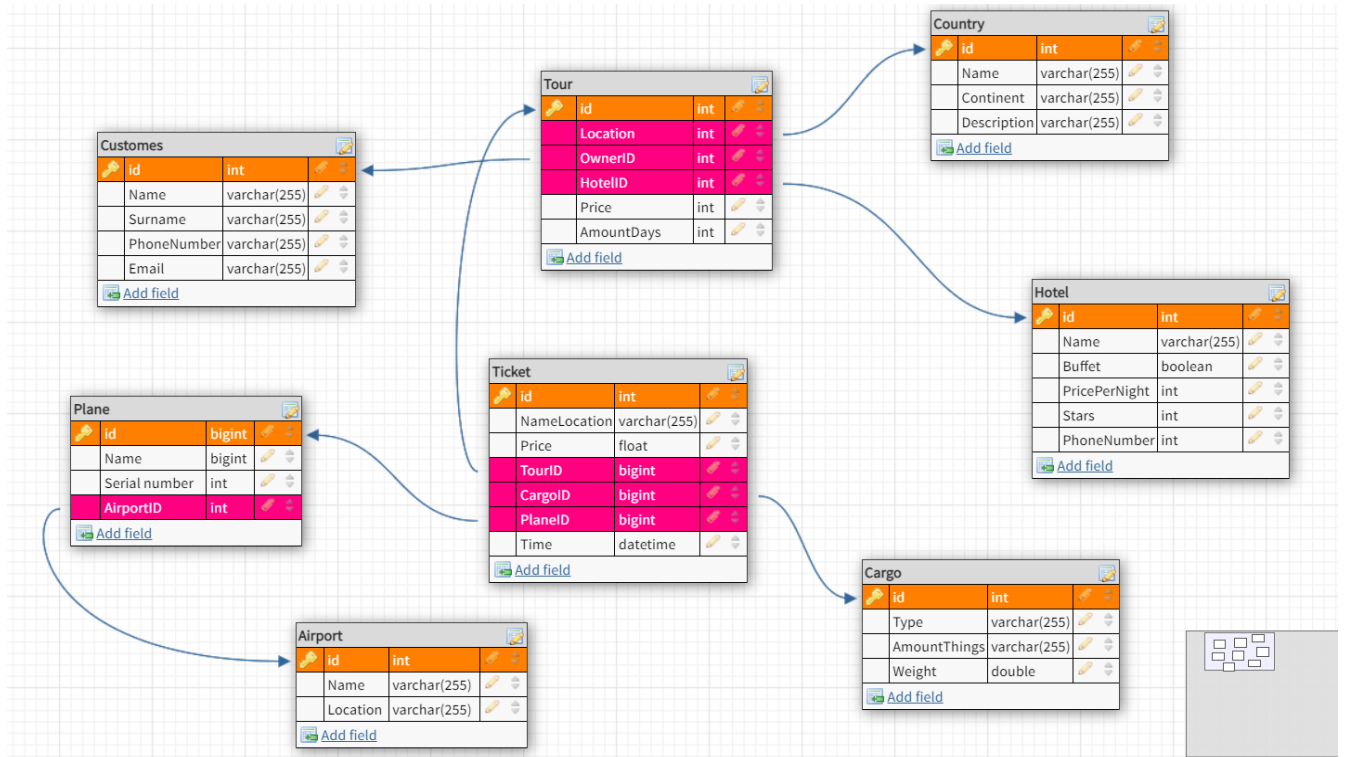 Country
id int
Name varchar(255)
Continent varchar(255)
Description varchar(255)
Add field
Tour
id int
Location int
OwnerID int
HotelID int
Price int
AmountDays int
Add field
Customes
id int
Name varchar(255)
Surname varchar(255)
PhoneNumber varchar(255)
Email varchar(255)
Add field
Hotel
id int
Name varchar(255)
Buffet boolean
PricePerNight int
Stars int
PhoneNumber int
Add field
Ticket
id int
NameLocation varchar(255)
Price float
TourID bigint
CargoID bigint
PlaneID bigint
Time datetime
Add field
Plane
id bigint
Name bigint
Serial number int
AirportID int
Add field
Cargo
id int
Type varchar(255)
AmountThings varchar(255)
Weight double
Add field
Airport
id int
Name varchar(255)
Location varchar(255)
Add field